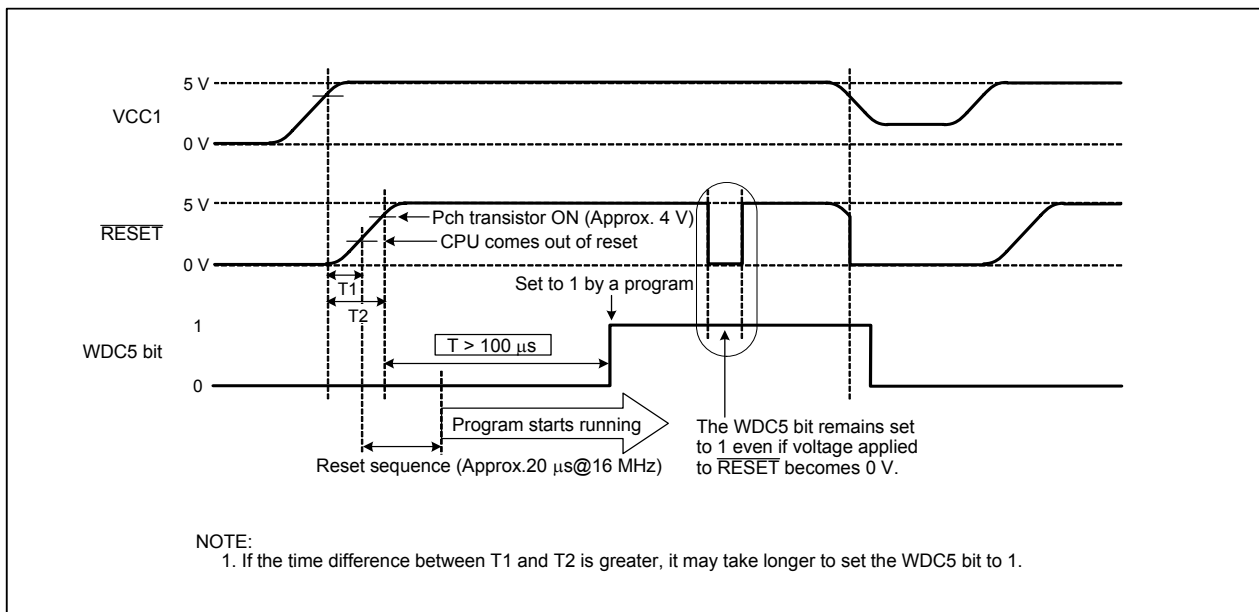 5 V
VCC1
0 V
5 V
Pch transistor ON (Approx. 4 V)
RESET
CPU comes out of reset
0 V
T1
Set to 1 by a program
T2
1
T > 100 μs
WDC5 bit
0
Program starts running
The WDC5 bit remains set
to 1 even if voltage applied
to RESET becomes 0 V.
Reset sequence (Approx.20 μs@16 MHz)
NOTE:
1. If the time difference between T1 and T2 is greater, it may take longer to set the WDC5 bit to 1.